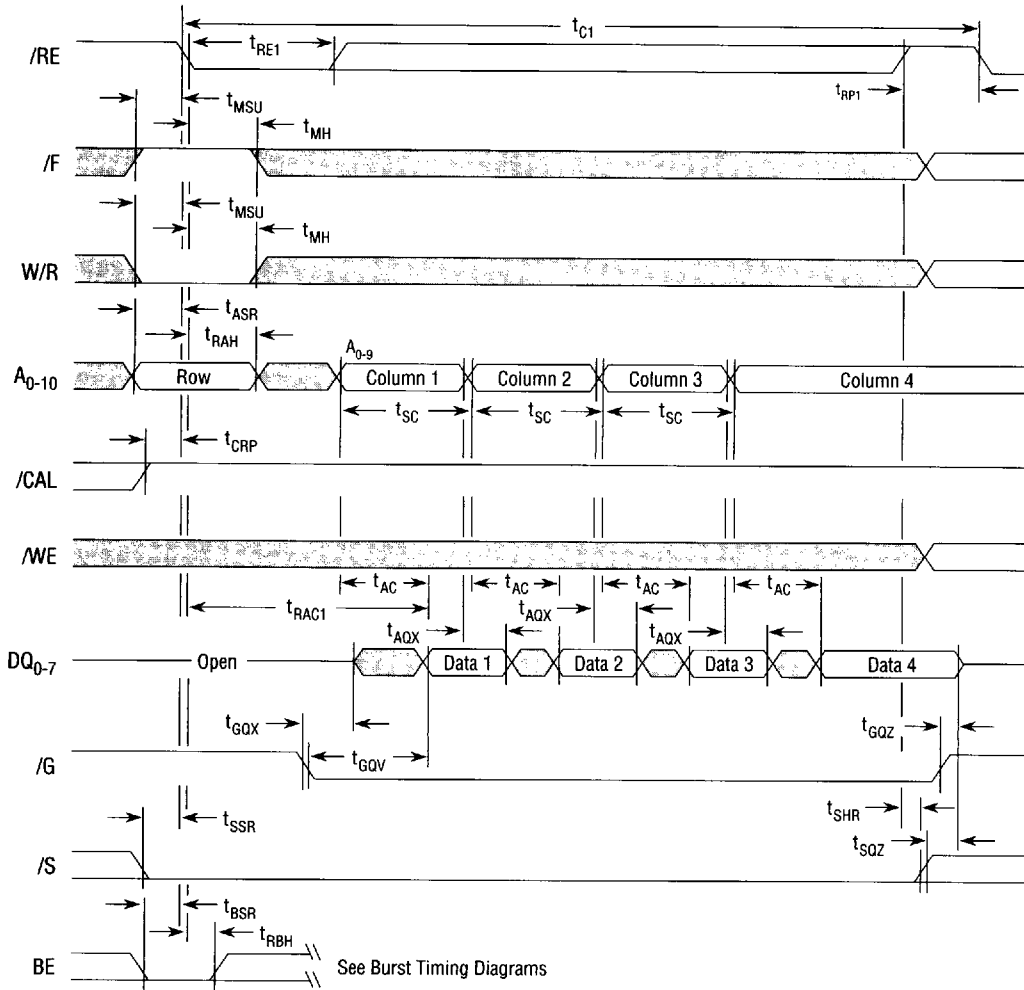 t_C1
t_RE1
/RE
t_RP1
t_MSU
t_MH
/F
t_MSU
t_MH
W/R
t_ASR
t_RAH
A_0-9
A_0-10 Row Column 1 Column 2 Column 3 Column 4
t_SC t_SC t_SC
t_CRP
/CAL
/WE
t_AC t_AC t_AC t_AC
t_RAC1 t_AQX
t_AQX t_AQX
DQ_0-7 Open Data 1 Data 2 Data 3 Data 4
t_GQX t_GQZ
t_GQV
/G
t_SHR
t_SSR
t_SQZ
/S
t_BSR
t_RBH
BE See Burst Timing Diagrams